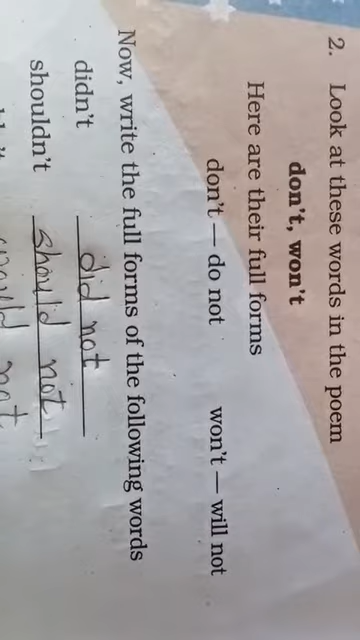 2. Look at these words in the poem
don't, won't
Here are their full forms
don't — do not won't — will not
Now, write the full forms of the following words
didn't did not
shouldn't should not
not